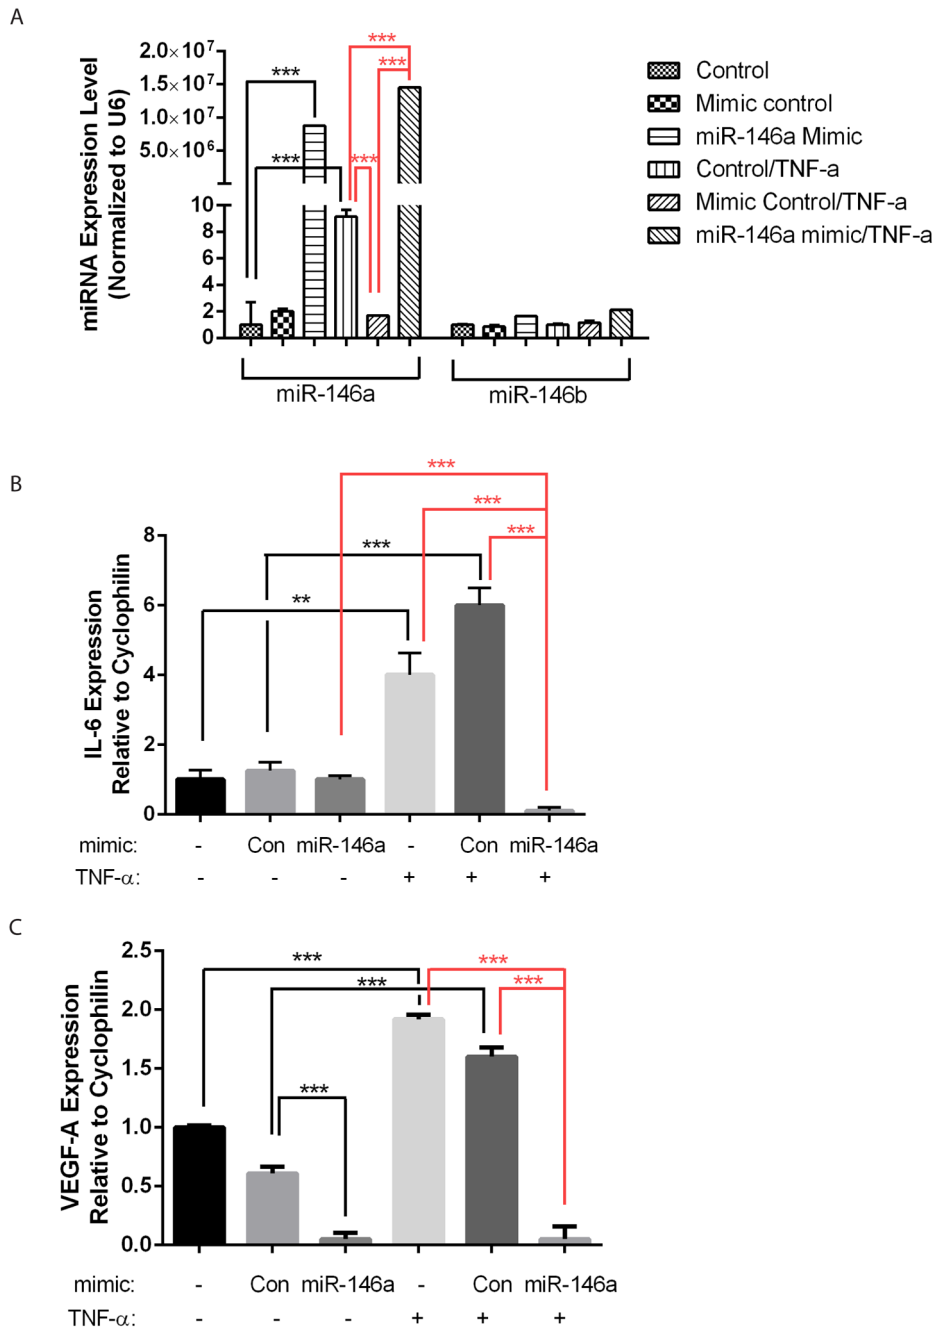 A
miRNA Expression Level
(Normalized to U6)
2.0×10⁷
1.5×10⁷
1.0×10⁷
5.0×10⁶
10
8
6
4
2
0
***
***
***
***
***
miR-146a
miR-146b
Control
Mimic control
miR-146a Mimic
Control/TNF-a
Mimic Control/TNF-a
miR-146a mimic/TNF-a
B
IL-6 Expression
Relative to Cyclophilin
8
6
4
2
0
***
***
***
***
**
mimic: - Con miR-146a - Con miR-146a
TNF-α: - - - + + +
C
VEGF-A Expression
Relative to Cyclophilin
2.5
2.0
1.5
1.0
0.5
0.0
***
***
***
***
***
mimic: - Con miR-146a - Con miR-146a
TNF-α: - - - + + +